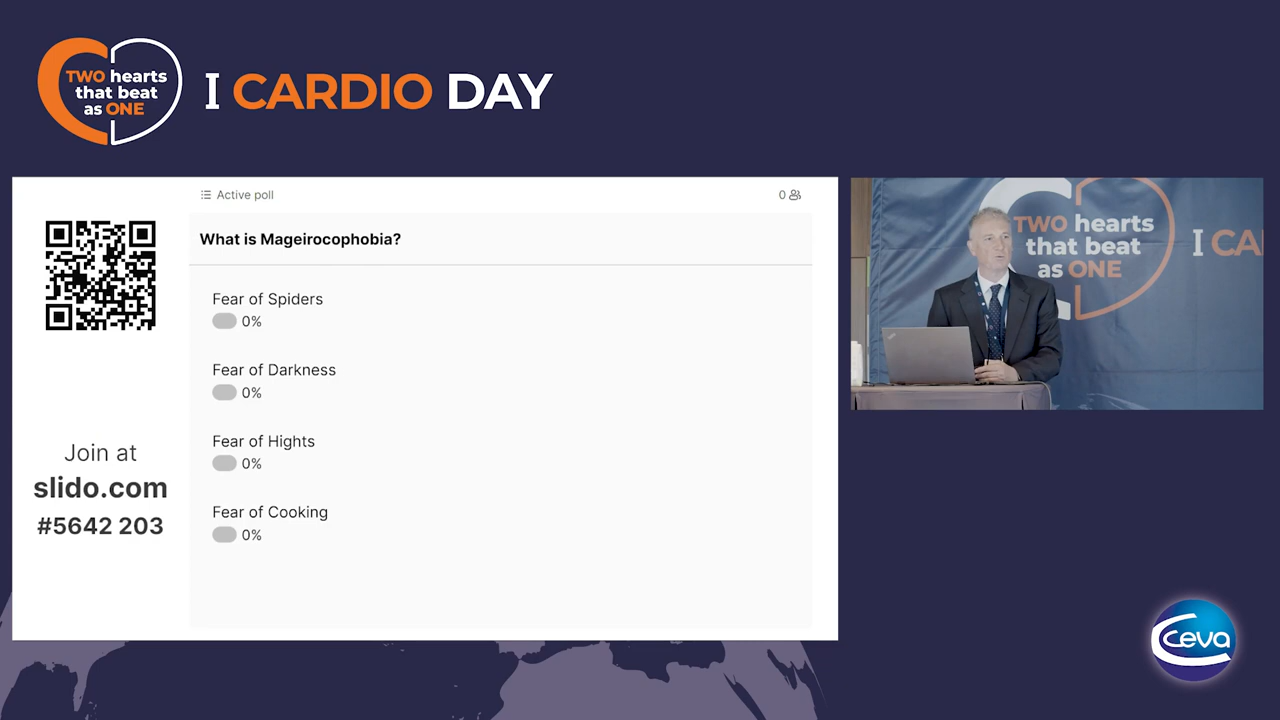 TWO hearts
that beat
as ONE
I CARDIO DAY
Active poll
0
What is Mageirocophobia?
Fear of Spiders
0%
Fear of Darkness
0%
Fear of Hights
0%
Fear of Cooking
0%
Join at
slido.com
#5642 203
TWO hearts
that beat
as ONE
I CA
Ceva